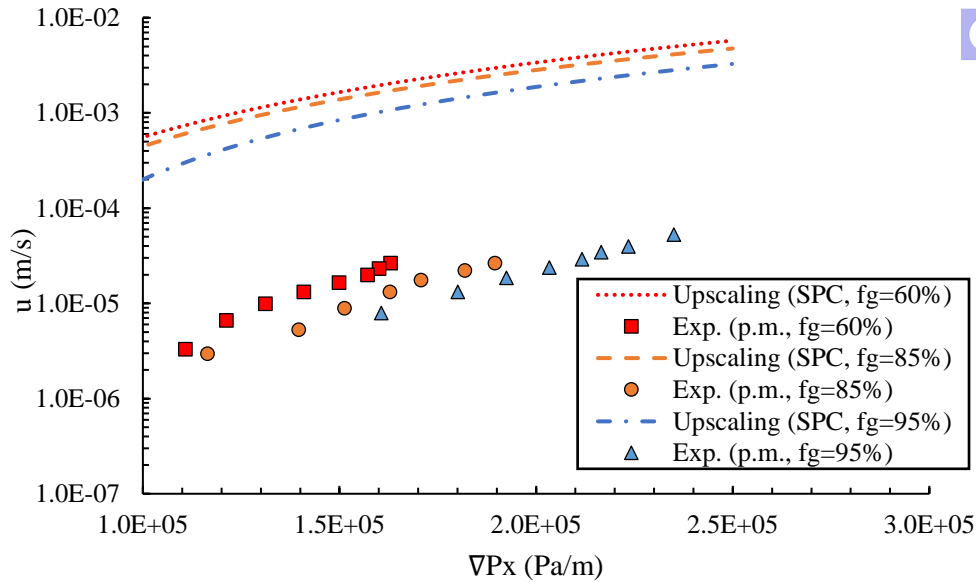 1.0E-02
1.0E-03
1.0E-04
1.0E-05
1.0E-06
1.0E-07
u (m/s)
1.0E+05
1.5E+05
2.0E+05
2.5E+05
3.0E+05
∇Px (Pa/m)
Upscaling (SPC, fg=60%)
Exp. (p.m., fg=60%)
Upscaling (SPC, fg=85%)
Exp. (p.m., fg=85%)
Upscaling (SPC, fg=95%)
Exp. (p.m., fg=95%)